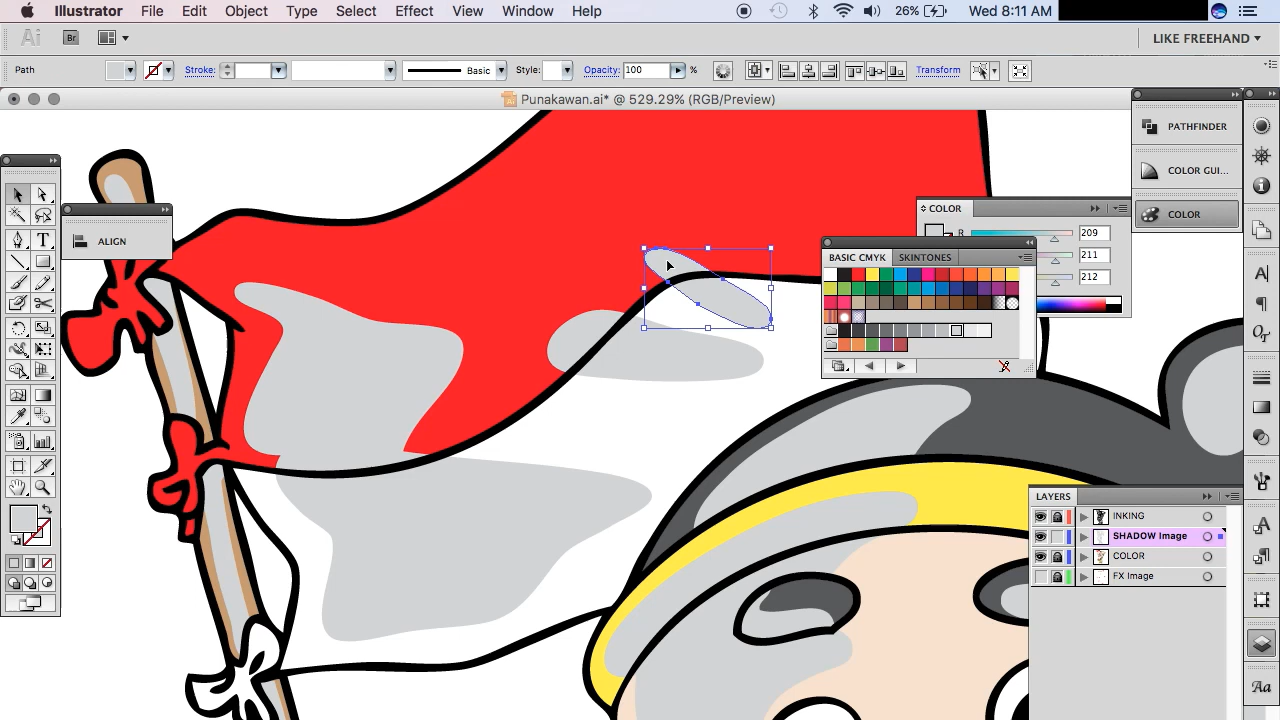 Illustrator File Edit Object Type Select Effect View Window Help 26% Wed 8:11 AM
Ai Br LIKE FREEHAND
Path Stroke: Basic Style: Opacity: 100 % Transform
Punakawan.ai* @ 529.29% (RGB/Preview)
PATHFINDER
COLOR GUI...
COLOR
ALIGN
COLOR
R 209
211
212
BASIC CMYK SKINTONES
LAYERS
INKING
SHADOW Image
COLOR
FX Image